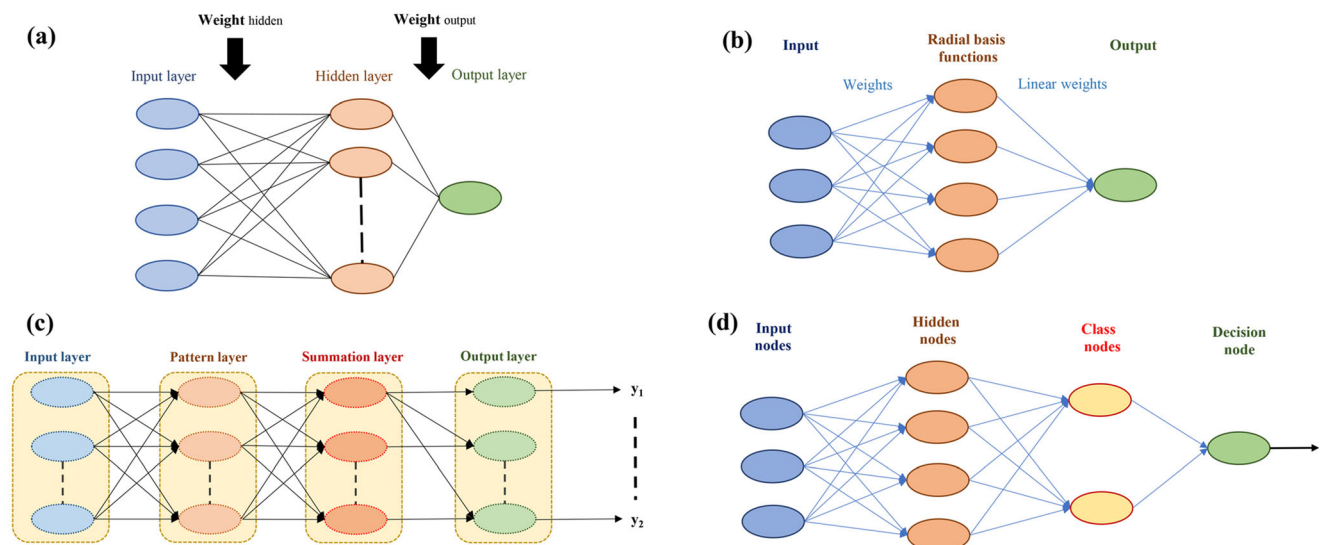 (a)
Weight hidden
Weight output
Input layer
Hidden layer
Output layer
(b)
Input
Radial basis
functions
Output
Weights
Linear weights
(c)
Input layer
Pattern layer
Summation layer
Output layer
y1
y2
(d)
Input
nodes
Hidden
nodes
Class
nodes
Decision
node